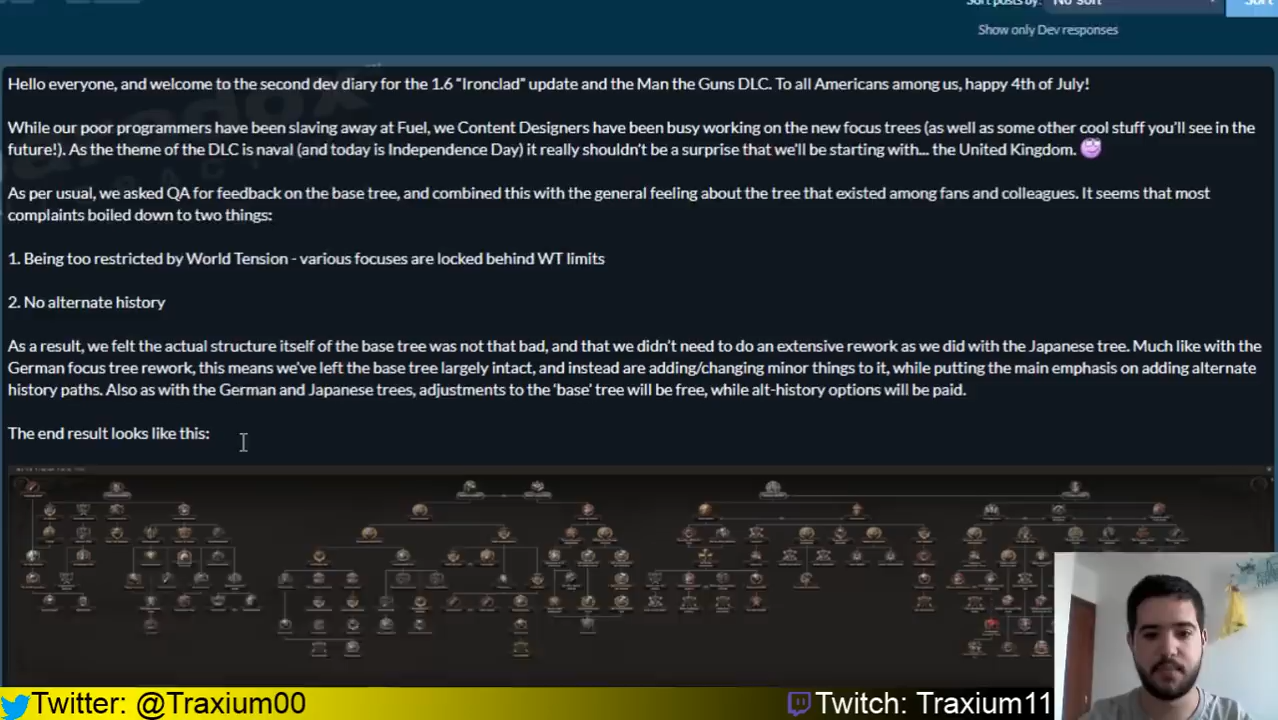 Sort posts by:
No sort
Sort
Show only Dev responses
Hello everyone, and welcome to the second dev diary for the 1.6 "Ironclad" update and the Man the Guns DLC. To all Americans among us, happy 4th of July!
While our poor programmers have been slaving away at Fuel, we Content Designers have been busy working on the new focus trees (as well as some other cool stuff you'll see in the
future!). As the theme of the DLC is naval (and today is Independence Day) it really shouldn't be a surprise that we'll be starting with... the United Kingdom.
As per usual, we asked QA for feedback on the base tree, and combined this with the general feeling about the tree that existed among fans and colleagues. It seems that most
complaints boiled down to two things:
1. Being too restricted by World Tension - various focuses are locked behind WT limits
2. No alternate history
As a result, we felt the actual structure itself of the base tree was not that bad, and that we didn't need to do an extensive rework as we did with the Japanese tree. Much like with the
German focus tree rework, this means we've left the base tree largely intact, and instead are adding/changing minor things to it, while putting the main emphasis on adding alternate
history paths. Also as with the German and Japanese trees, adjustments to the 'base' tree will be free, while alt-history options will be paid.
The end result looks like this:
Twitter: @Traxium00
Twitch: Traxium11